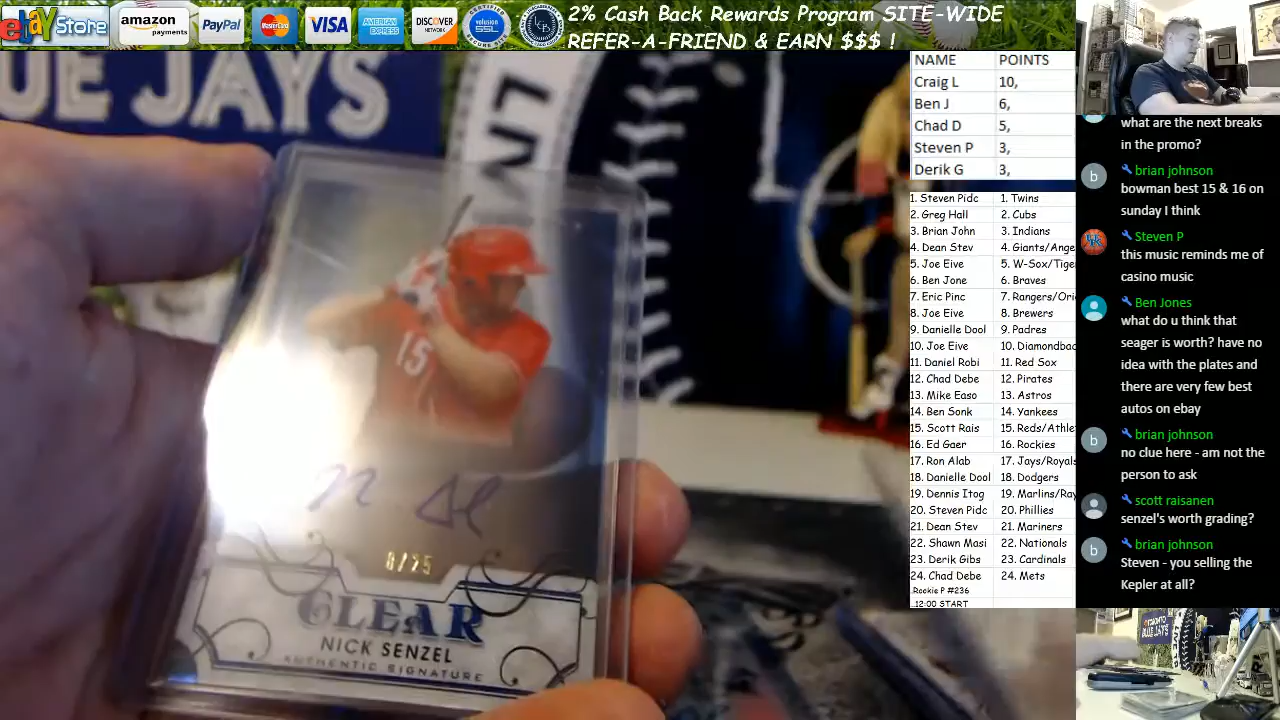 ebay Store
amazon
payments
PayPal
MasterCard
VISA
AMERICAN EXPRESS
DISCOVER
NETWORK
volusion
SSL
2% Cash Back Rewards Program SITE-WIDE
REFER-A-FRIEND & EARN $$$ !
UE JAYS
15
8/25
CLEAR
NICK SENZEL
AUTHENTIC SIGNATURE
NAME POINTS
Craig L 10,
Ben J 6,
Chad D 5,
Steven P 3,
Derik G 3,
1. Steven Pidc 1. Twins
2. Greg Hall 2. Cubs
3. Brian John 3. Indians
4. Dean Stev 4. Giants/Ange
5. Joe Eive 5. W-Sox/Tige
6. Ben Jone 6. Braves
7. Eric Pinc 7. Rangers/Ori
8. Joe Eive 8. Brewers
9. Danielle Dool 9. Padres
10. Joe Eive 10. Diamondbac
11. Daniel Robi 11. Red Sox
12. Chad Debe 12. Pirates
13. Mike Easo 13. Astros
14. Ben Sonk 14. Yankees
15. Scott Rais 15. Reds/Athle
16. Ed Gaer 16. Rockies
17. Ron Alab 17. Jays/Royal
18. Danielle Dool 18. Dodgers
19. Dennis Itog 19. Marlins/Ray
20. Steven Pidc 20. Phillies
21. Dean Stev 21. Mariners
22. Shawn Masi 22. Nationals
23. Derik Gibs 23. Cardinals
24. Chad Debe 24. Mets
Rookie P #236
12:00 START
what are the next breaks
in the promo?
b
brian johnson
bowman best 15 & 16 on
sunday I think
Steven P
this music reminds me of
casino music
Ben Jones
what do u think that
seager is worth? have no
idea with the plates and
there are very few best
autos on ebay
b
brian johnson
no clue here - am not the
person to ask
scott raisanen
senzel's worth grading?
b
brian johnson
Steven - you selling the
Kepler at all?